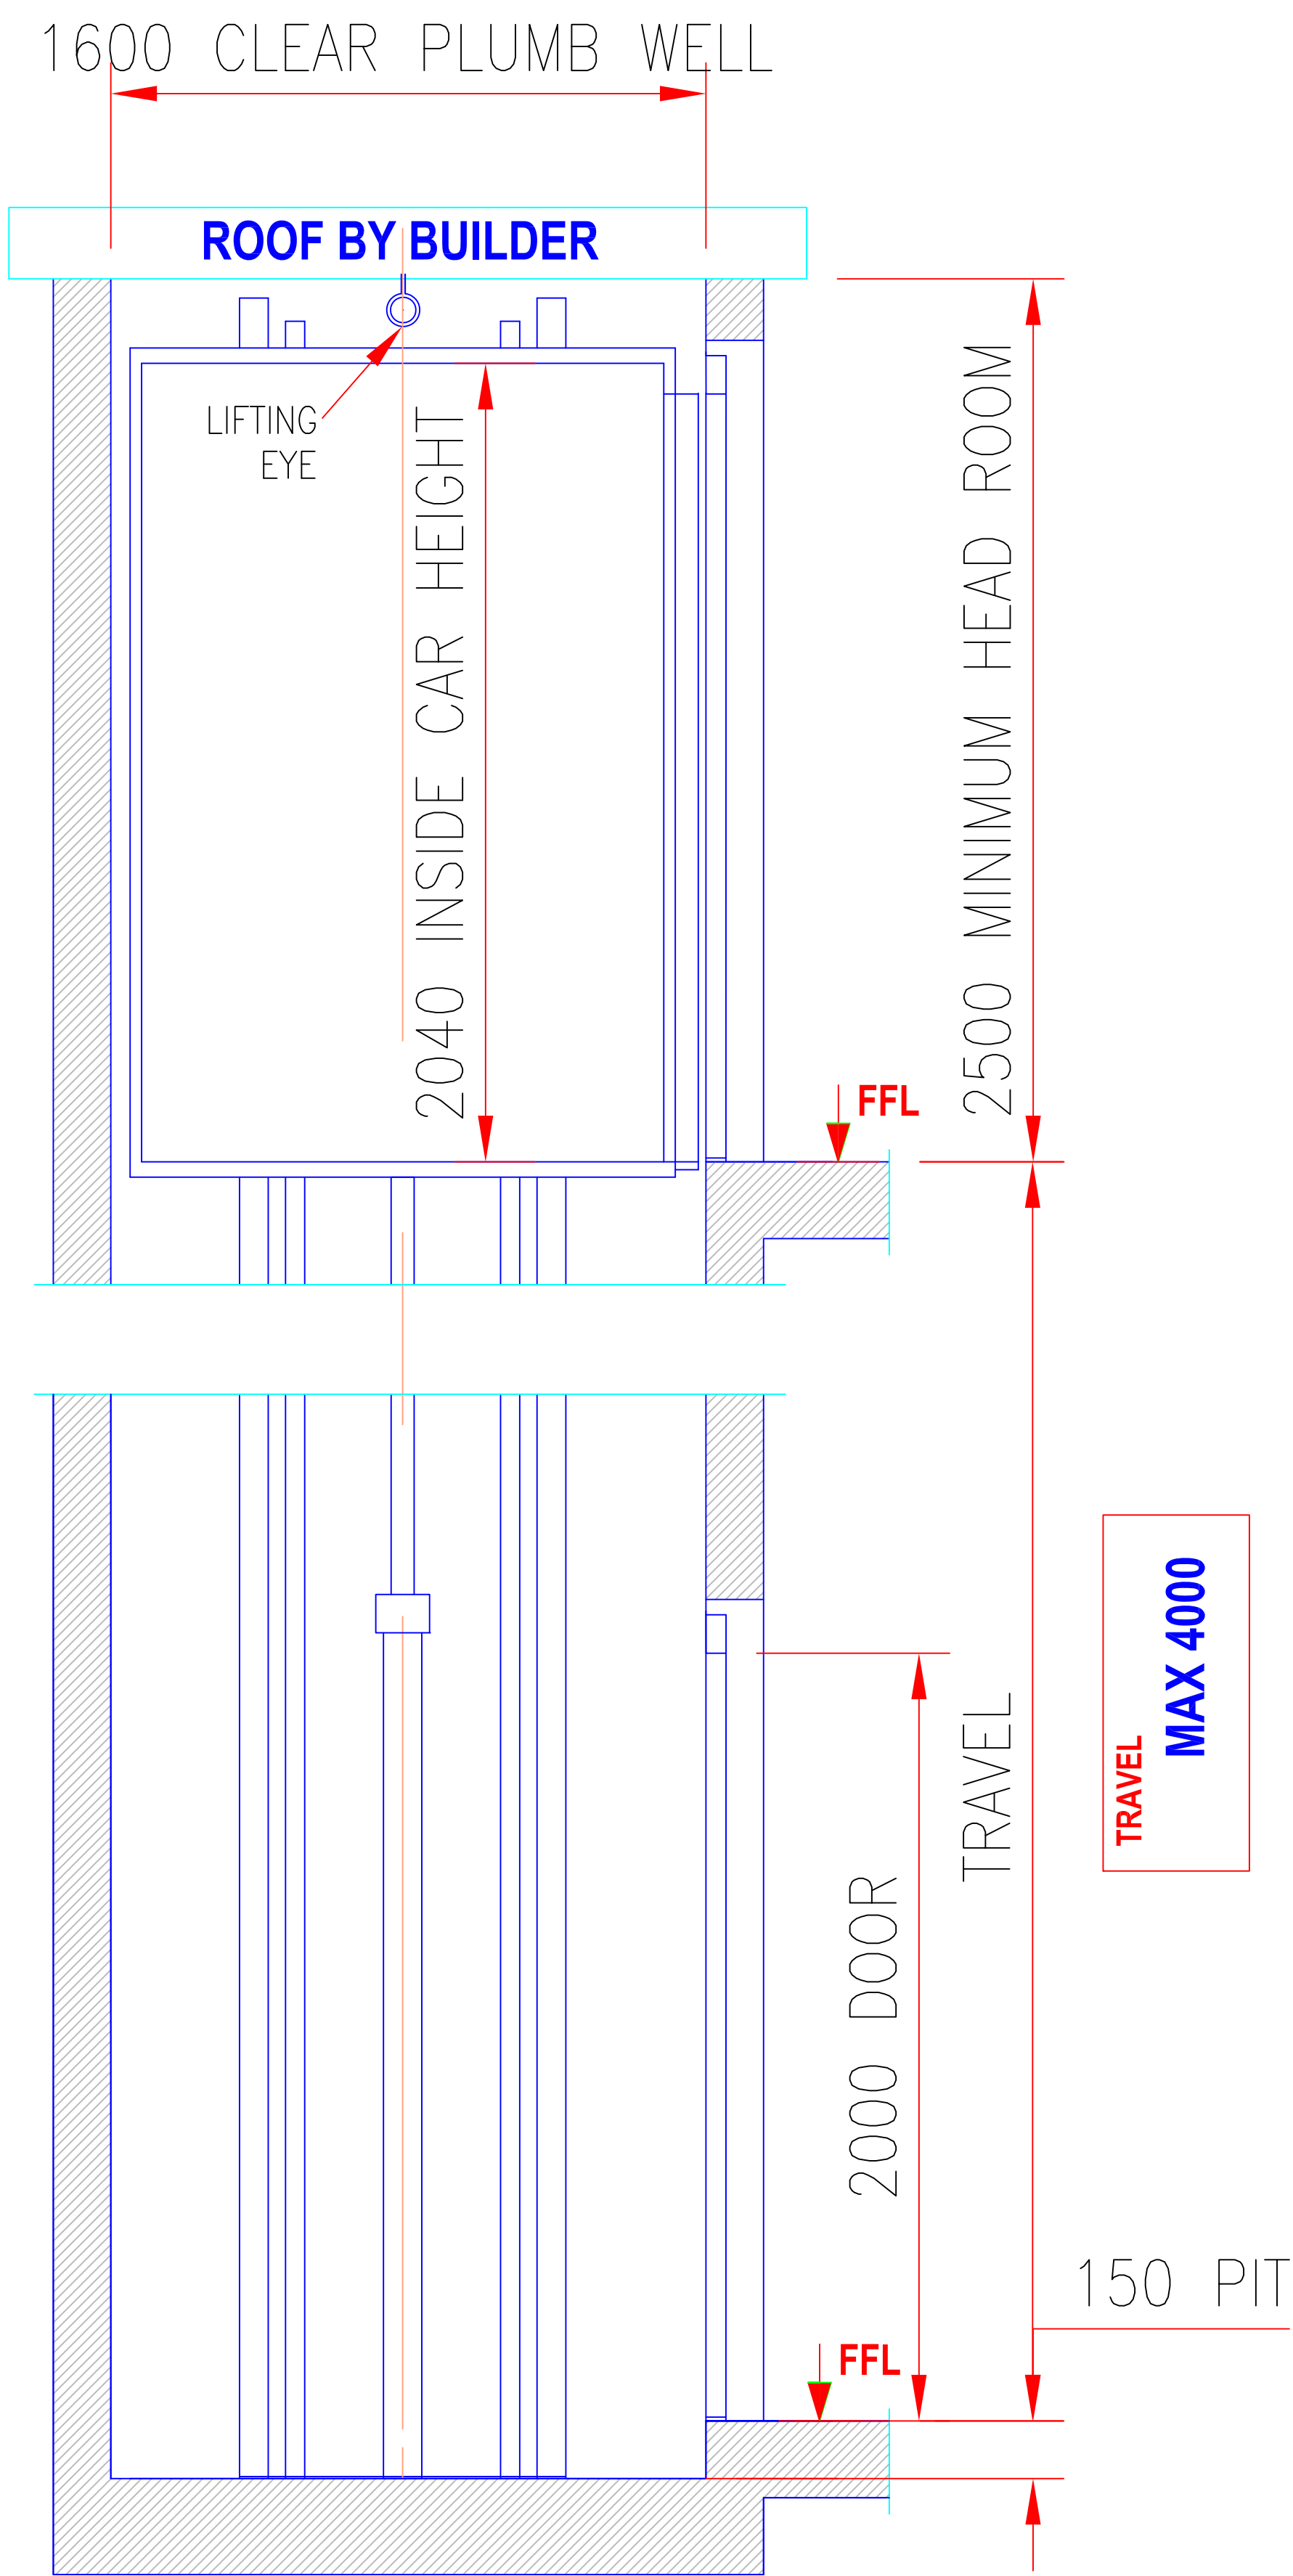 1600 CLEAR PLUMB WELL
ROOF BY BUILDER
LIFTING
EYE
2040 INSIDE CAR HEIGHT
2500 MINIMUM HEAD ROOM
FFL
TRAVEL
TRAVEL
MAX 4000
2000 DOOR
150 PIT
FFL